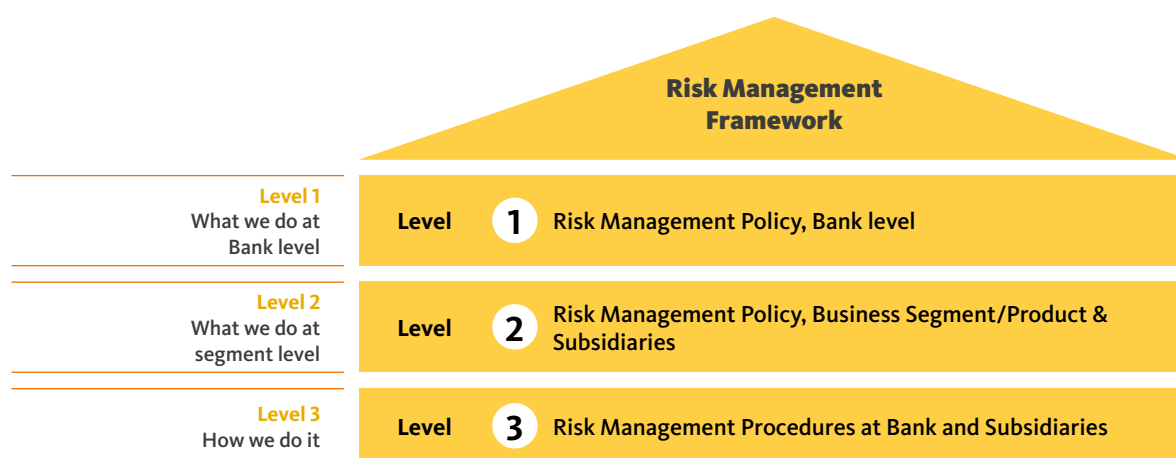 Risk Management
Framework
Level 1
What we do at
Bank level
Level 1 Risk Management Policy, Bank level
Level 2
What we do at
segment level
Level 2 Risk Management Policy, Business Segment/Product &
Subsidiaries
Level 3
How we do it
Level 3 Risk Management Procedures at Bank and Subsidiaries